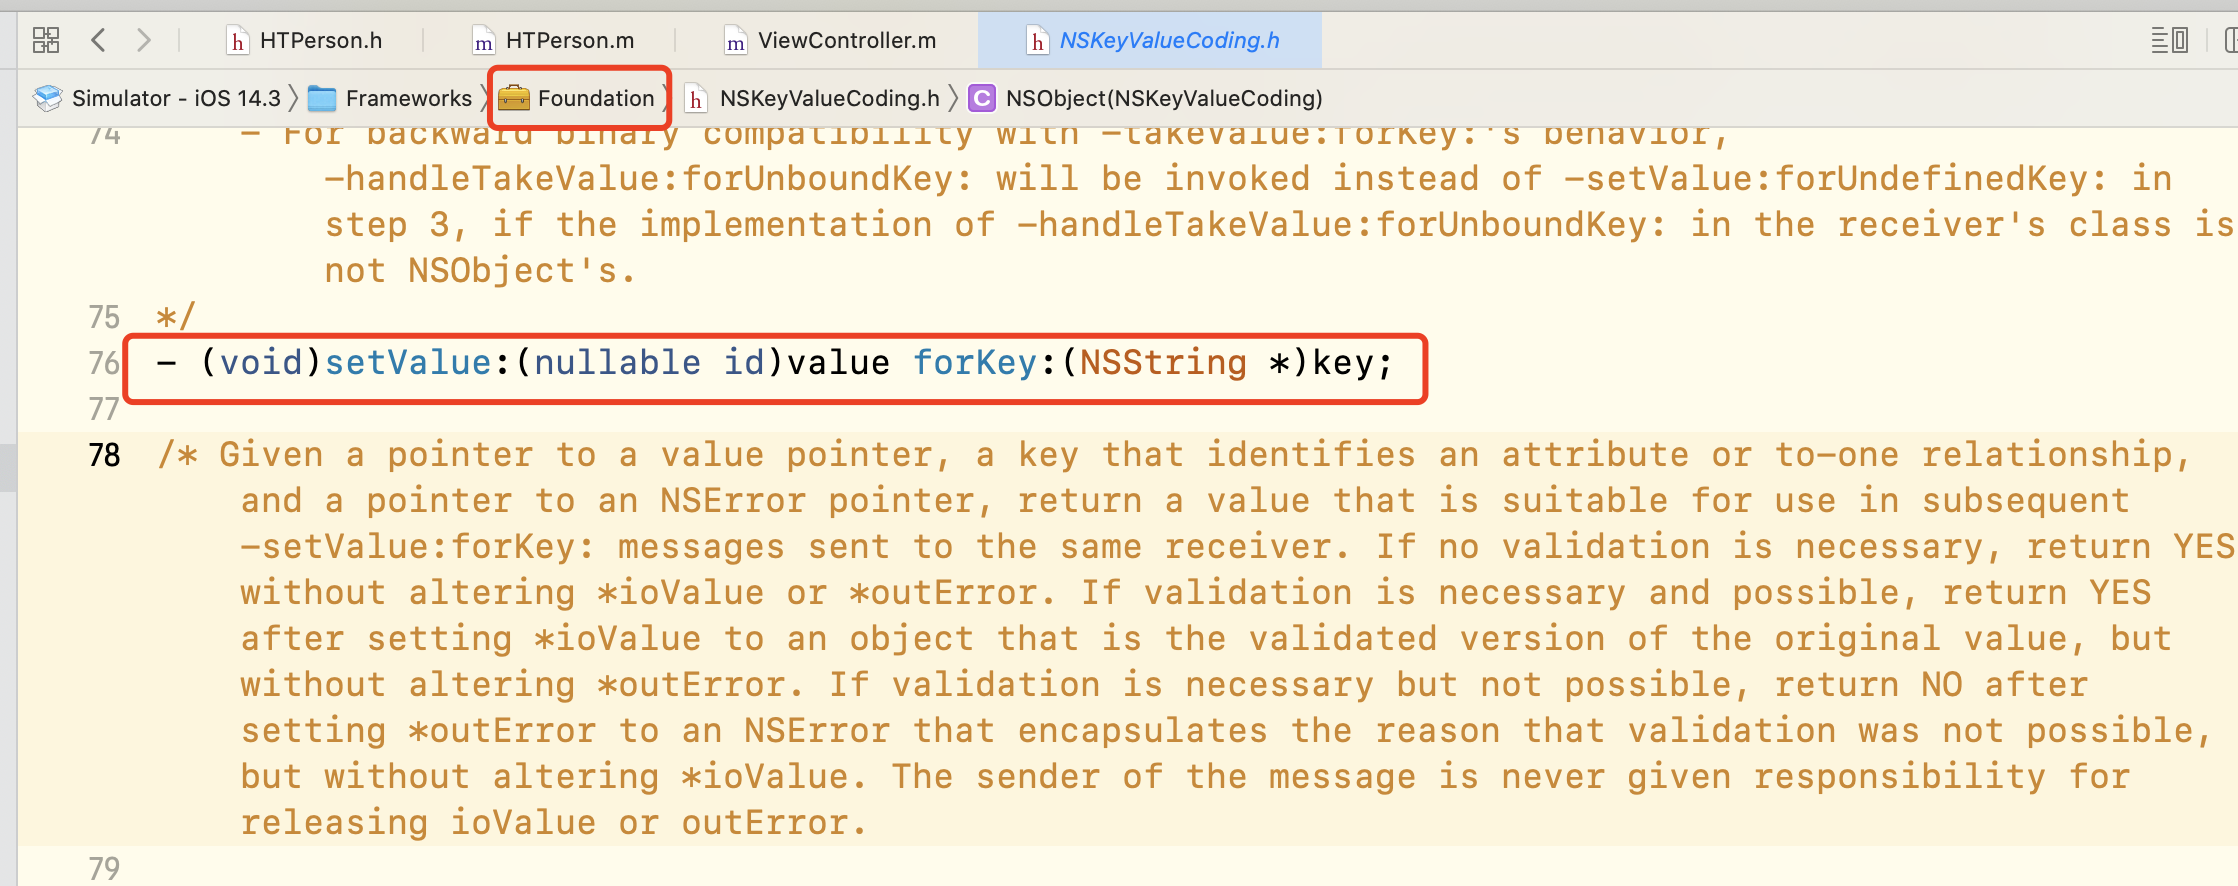 HTPerson.h HTPerson.m ViewController.m NSKeyValueCoding.h
Simulator - iOS 14.3 Frameworks Foundation NSKeyValueCoding.h NSObject(NSKeyValueCoding)
74 - For backward binary compatibility with -takeValue:forKey:'s behavior,
-handleTakeValue:forUnboundKey: will be invoked instead of -setValue:forUndefinedKey: in
step 3, if the implementation of -handleTakeValue:forUnboundKey: in the receiver's class is
not NSObject's.
75 */
76 - (void)setValue:(nullable id)value forKey:(NSString *)key;
77
78 /* Given a pointer to a value pointer, a key that identifies an attribute or to-one relationship,
and a pointer to an NSError pointer, return a value that is suitable for use in subsequent
-setValue:forKey: messages sent to the same receiver. If no validation is necessary, return YES
without altering *ioValue or *outError. If validation is necessary and possible, return YES
after setting *ioValue to an object that is the validated version of the original value, but
without altering *outError. If validation is necessary but not possible, return NO after
setting *outError to an NSError that encapsulates the reason that validation was not possible,
but without altering *ioValue. The sender of the message is never given responsibility for
releasing ioValue or outError.
79